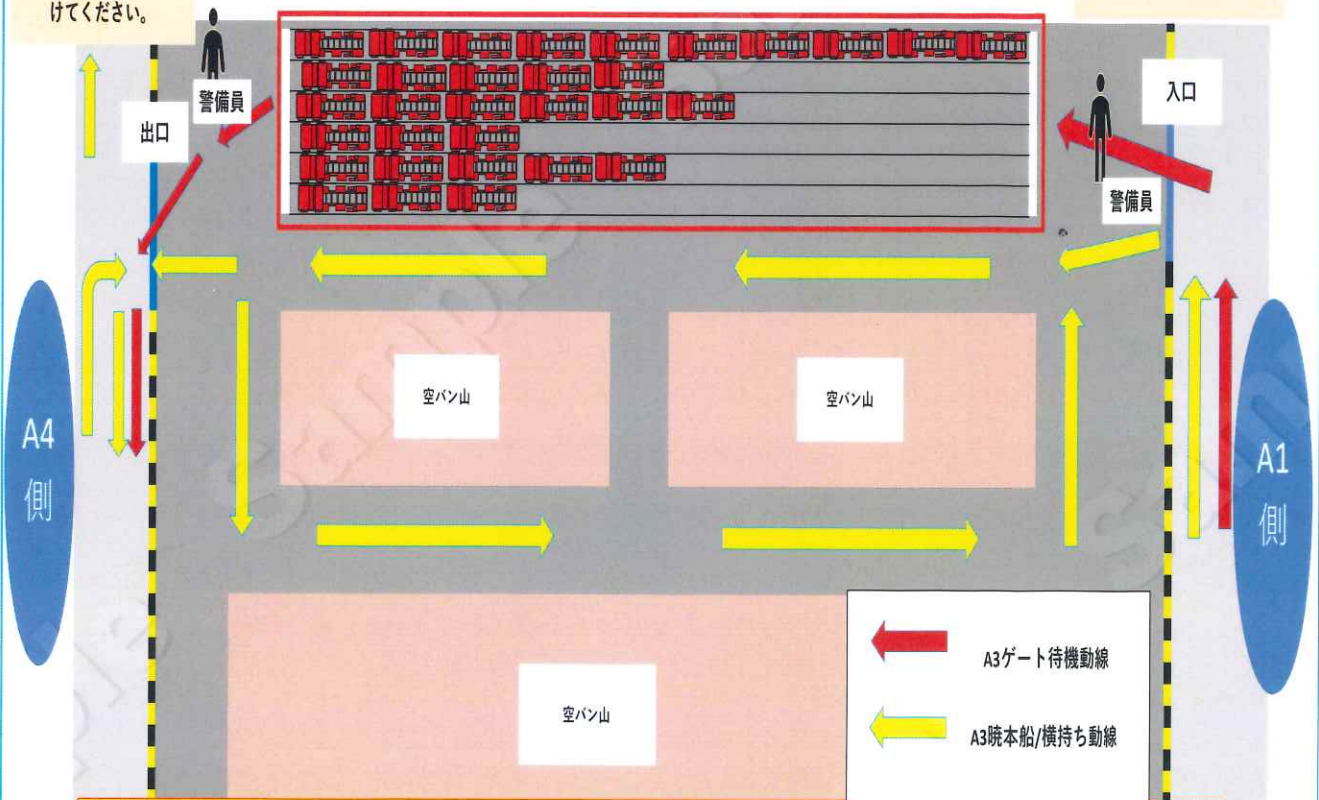 けてください。
警備員
出口
入口
警備員
空バン山
空バン山
A4
側
A1
側
空バン山
A3ゲート待機動線
A3暁本船/横持ち動線
Sample
Sample